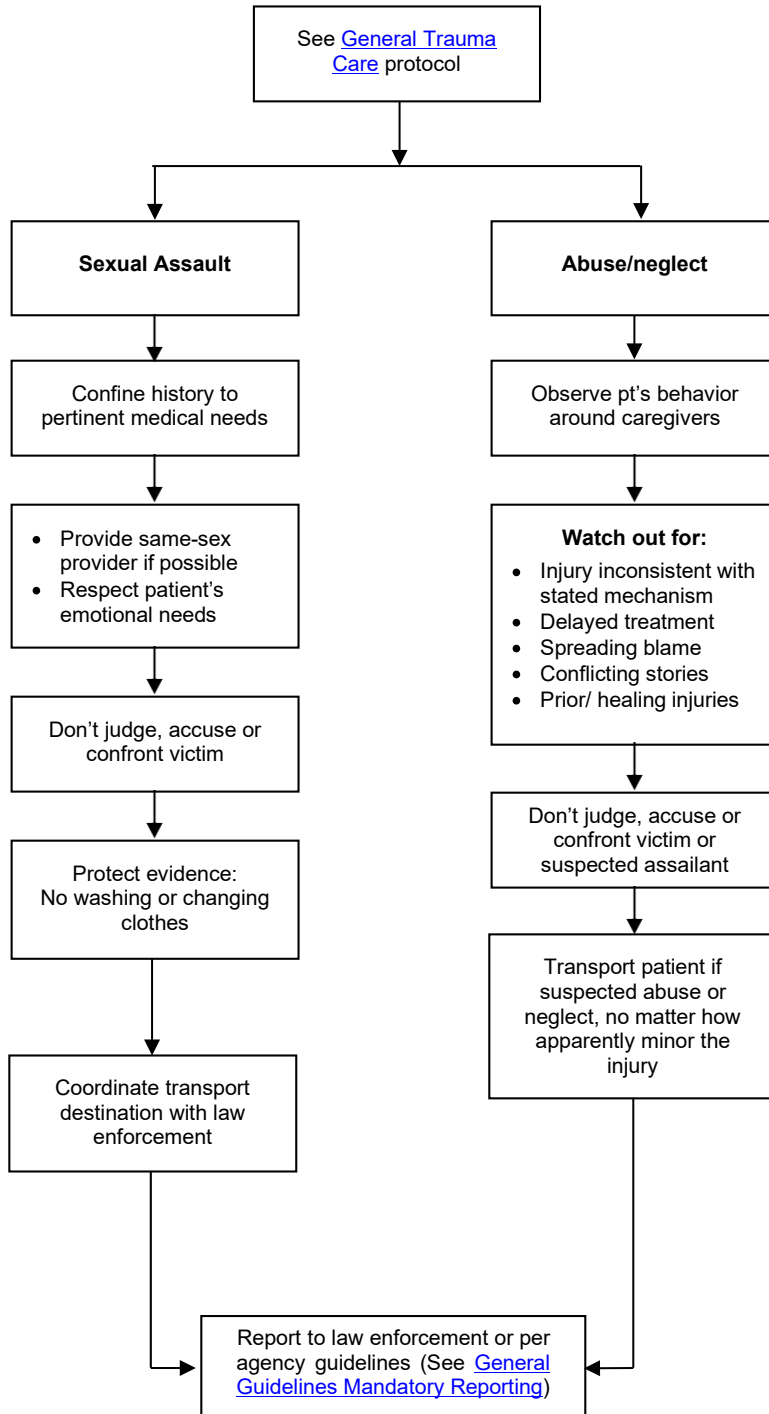 See General Trauma
Care protocol
Sexual Assault
Confine history to
pertinent medical needs
• Provide same-sex
provider if possible
• Respect patient's
emotional needs
Don't judge, accuse or
confront victim
Protect evidence:
No washing or changing
clothes
Coordinate transport
destination with law
enforcement
Abuse/neglect
Observe pt's behavior
around caregivers
Watch out for:
• Injury inconsistent with
stated mechanism
• Delayed treatment
• Spreading blame
• Conflicting stories
• Prior/ healing injuries
Don't judge, accuse or
confront victim or
suspected assailant
Transport patient if
suspected abuse or
neglect, no matter how
apparently minor the
injury
Report to law enforcement or per
agency guidelines (See General
Guidelines Mandatory Reporting)